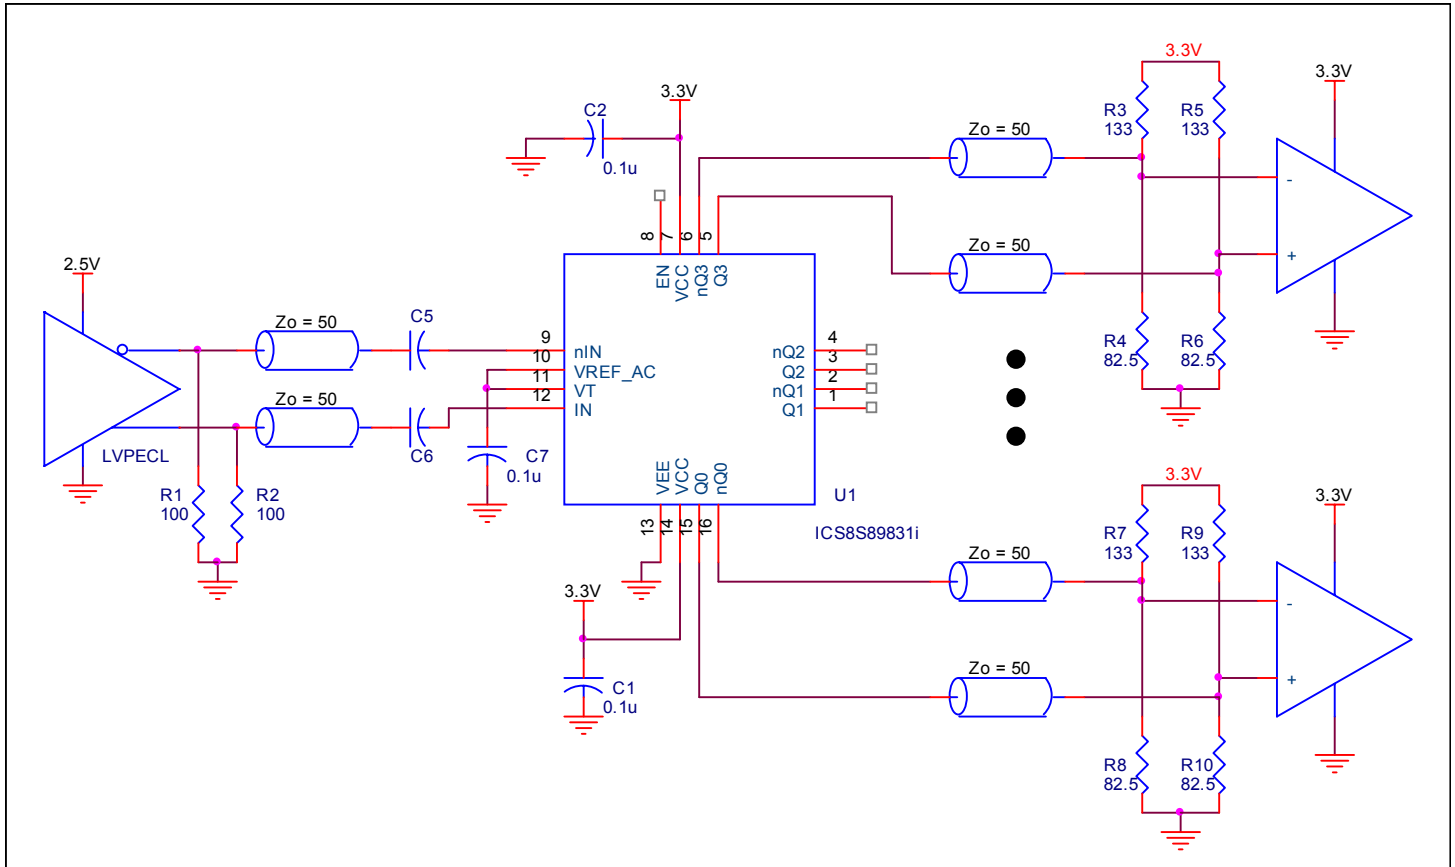 3.3V
3.3V
3.3V
C2
0.1u
Zo = 50
R3
133
R5
133
-
+
8
7
6
5
EN
VCC
nQ3
Q3
Zo = 50
2.5V
LVPECL
Zo = 50
C5
Zo = 50
C6
R1
100
R2
100
C7
0.1u
9
10
11
12
nIN
VREF_AC
VT
IN
nQ2
Q2
nQ1
Q1
4
3
2
1
R4
82.5
R6
82.5
VEE
VCC
Q0
nQ0
13
14
15
16
U1
ICS8S89831i
3.3V
C1
0.1u
3.3V
3.3V
Zo = 50
R7
133
R9
133
-
+
Zo = 50
R8
82.5
R10
82.5